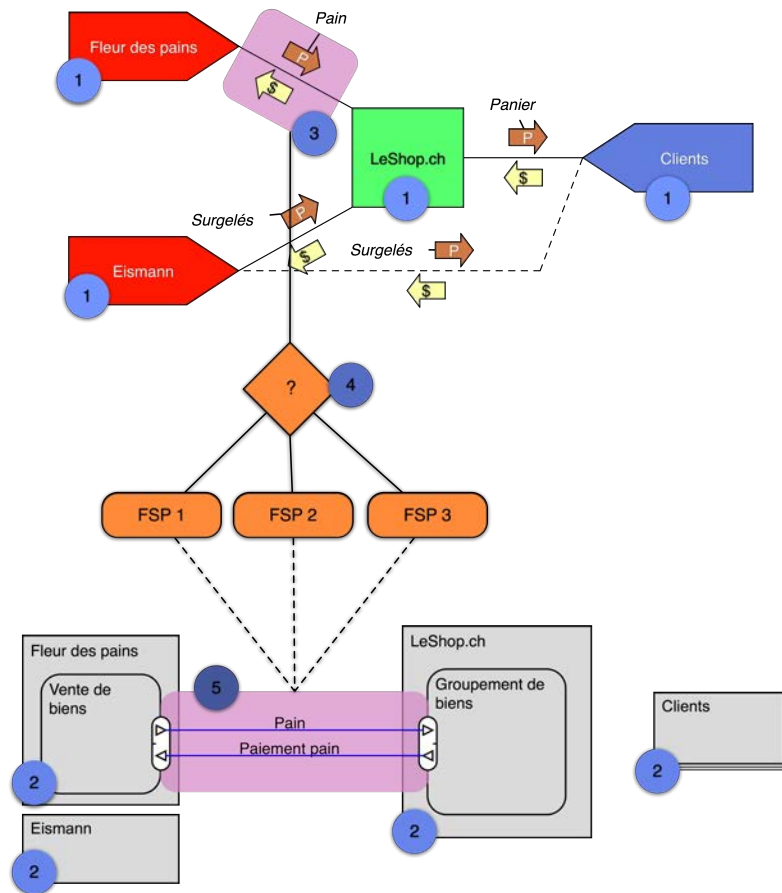 Pain
Fleur des pains
P
1
$
3
Panier
P
LeShop.ch
Clients
$
1
1
Surgelés
P
Surgelés
P
Eismann
$
1
$
?
4
FSP 1
FSP 2
FSP 3
Fleur des pains
LeShop.ch
5
Vente de
biens
Groupement de
biens
Clients
Pain
Paiement pain
2
2
2
Eismann
2